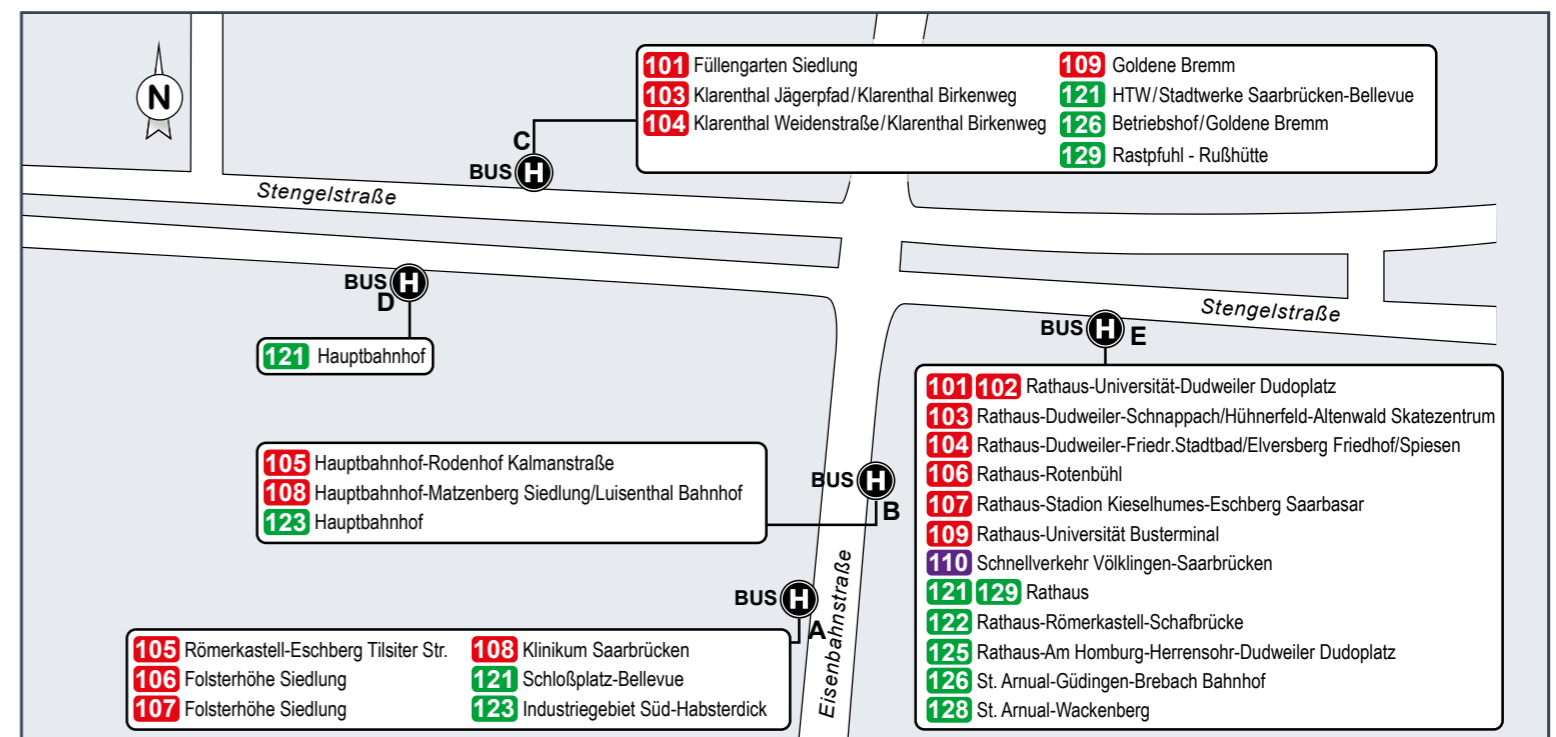 N
101 Füllengarten Siedlung
103 Klarenthal Jägerpfad/Klarenthal Birkenweg
104 Klarenthal Weidenstraße/Klarenthal Birkenweg
109 Goldene Bremm
121 HTW/Stadtwerke Saarbrücken-Bellevue
126 Betriebshof/Goldene Bremm
129 Rastpfuhl - Rußhütte
C
BUS H
Stengelstraße
BUS H
D
121 Hauptbahnhof
Stengelstraße
BUS H E
101 102 Rathaus-Universität-Dudweiler Dudoplatz
103 Rathaus-Dudweiler-Schnappach/Hühnerfeld-Altenwald Skatezentrum
104 Rathaus-Dudweiler-Friedr.Stadtbad/Elversberg Friedhof/Spiesen
106 Rathaus-Rotenbühl
107 Rathaus-Stadion Kieselhumes-Eschberg Saarbasar
109 Rathaus-Universität Busterminal
110 Schnellverkehr Völklingen-Saarbrücken
121 129 Rathaus
122 Rathaus-Römerkastell-Schafbrücke
125 Rathaus-Am Homburg-Herrensohr-Dudweiler Dudoplatz
126 St. Arnual-Güdingen-Brebach Bahnhof
128 St. Arnual-Wackenberg
105 Hauptbahnhof-Rodenhof Kalmanstraße
108 Hauptbahnhof-Matzenberg Siedlung/Luisenthal Bahnhof
123 Hauptbahnhof
BUS H
B
BUS H
A
Eisenbahnstraße
105 Römerkastell-Eschberg Tilsiter Str.
106 Folsterhöhe Siedlung
107 Folsterhöhe Siedlung
108 Klinikum Saarbrücken
121 Schloßplatz-Bellevue
123 Industriegebiet Süd-Habsterdick